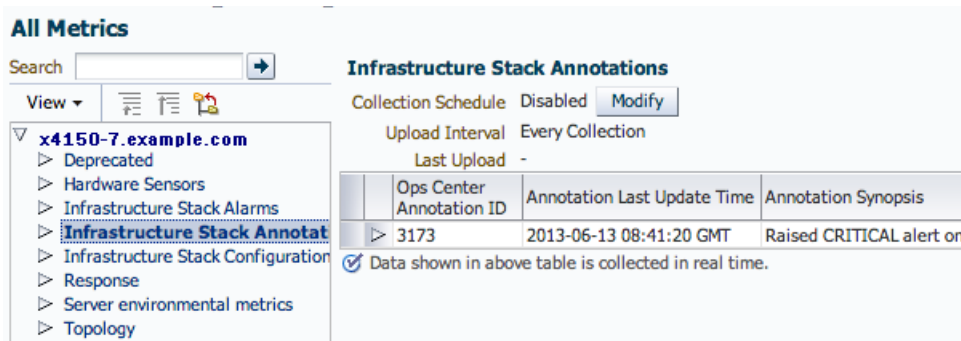 All Metrics
Search
View
x4150-7.example.com
Deprecated
Hardware Sensors
Infrastructure Stack Alarms
Infrastructure Stack Annotat
Infrastructure Stack Configuration
Response
Server environmental metrics
Topology
Infrastructure Stack Annotations
Collection Schedule Disabled Modify
Upload Interval Every Collection
Last Upload -
Ops Center Annotation ID Annotation Last Update Time Annotation Synopsis
3173 2013-06-13 08:41:20 GMT Raised CRITICAL alert on
Data shown in above table is collected in real time.